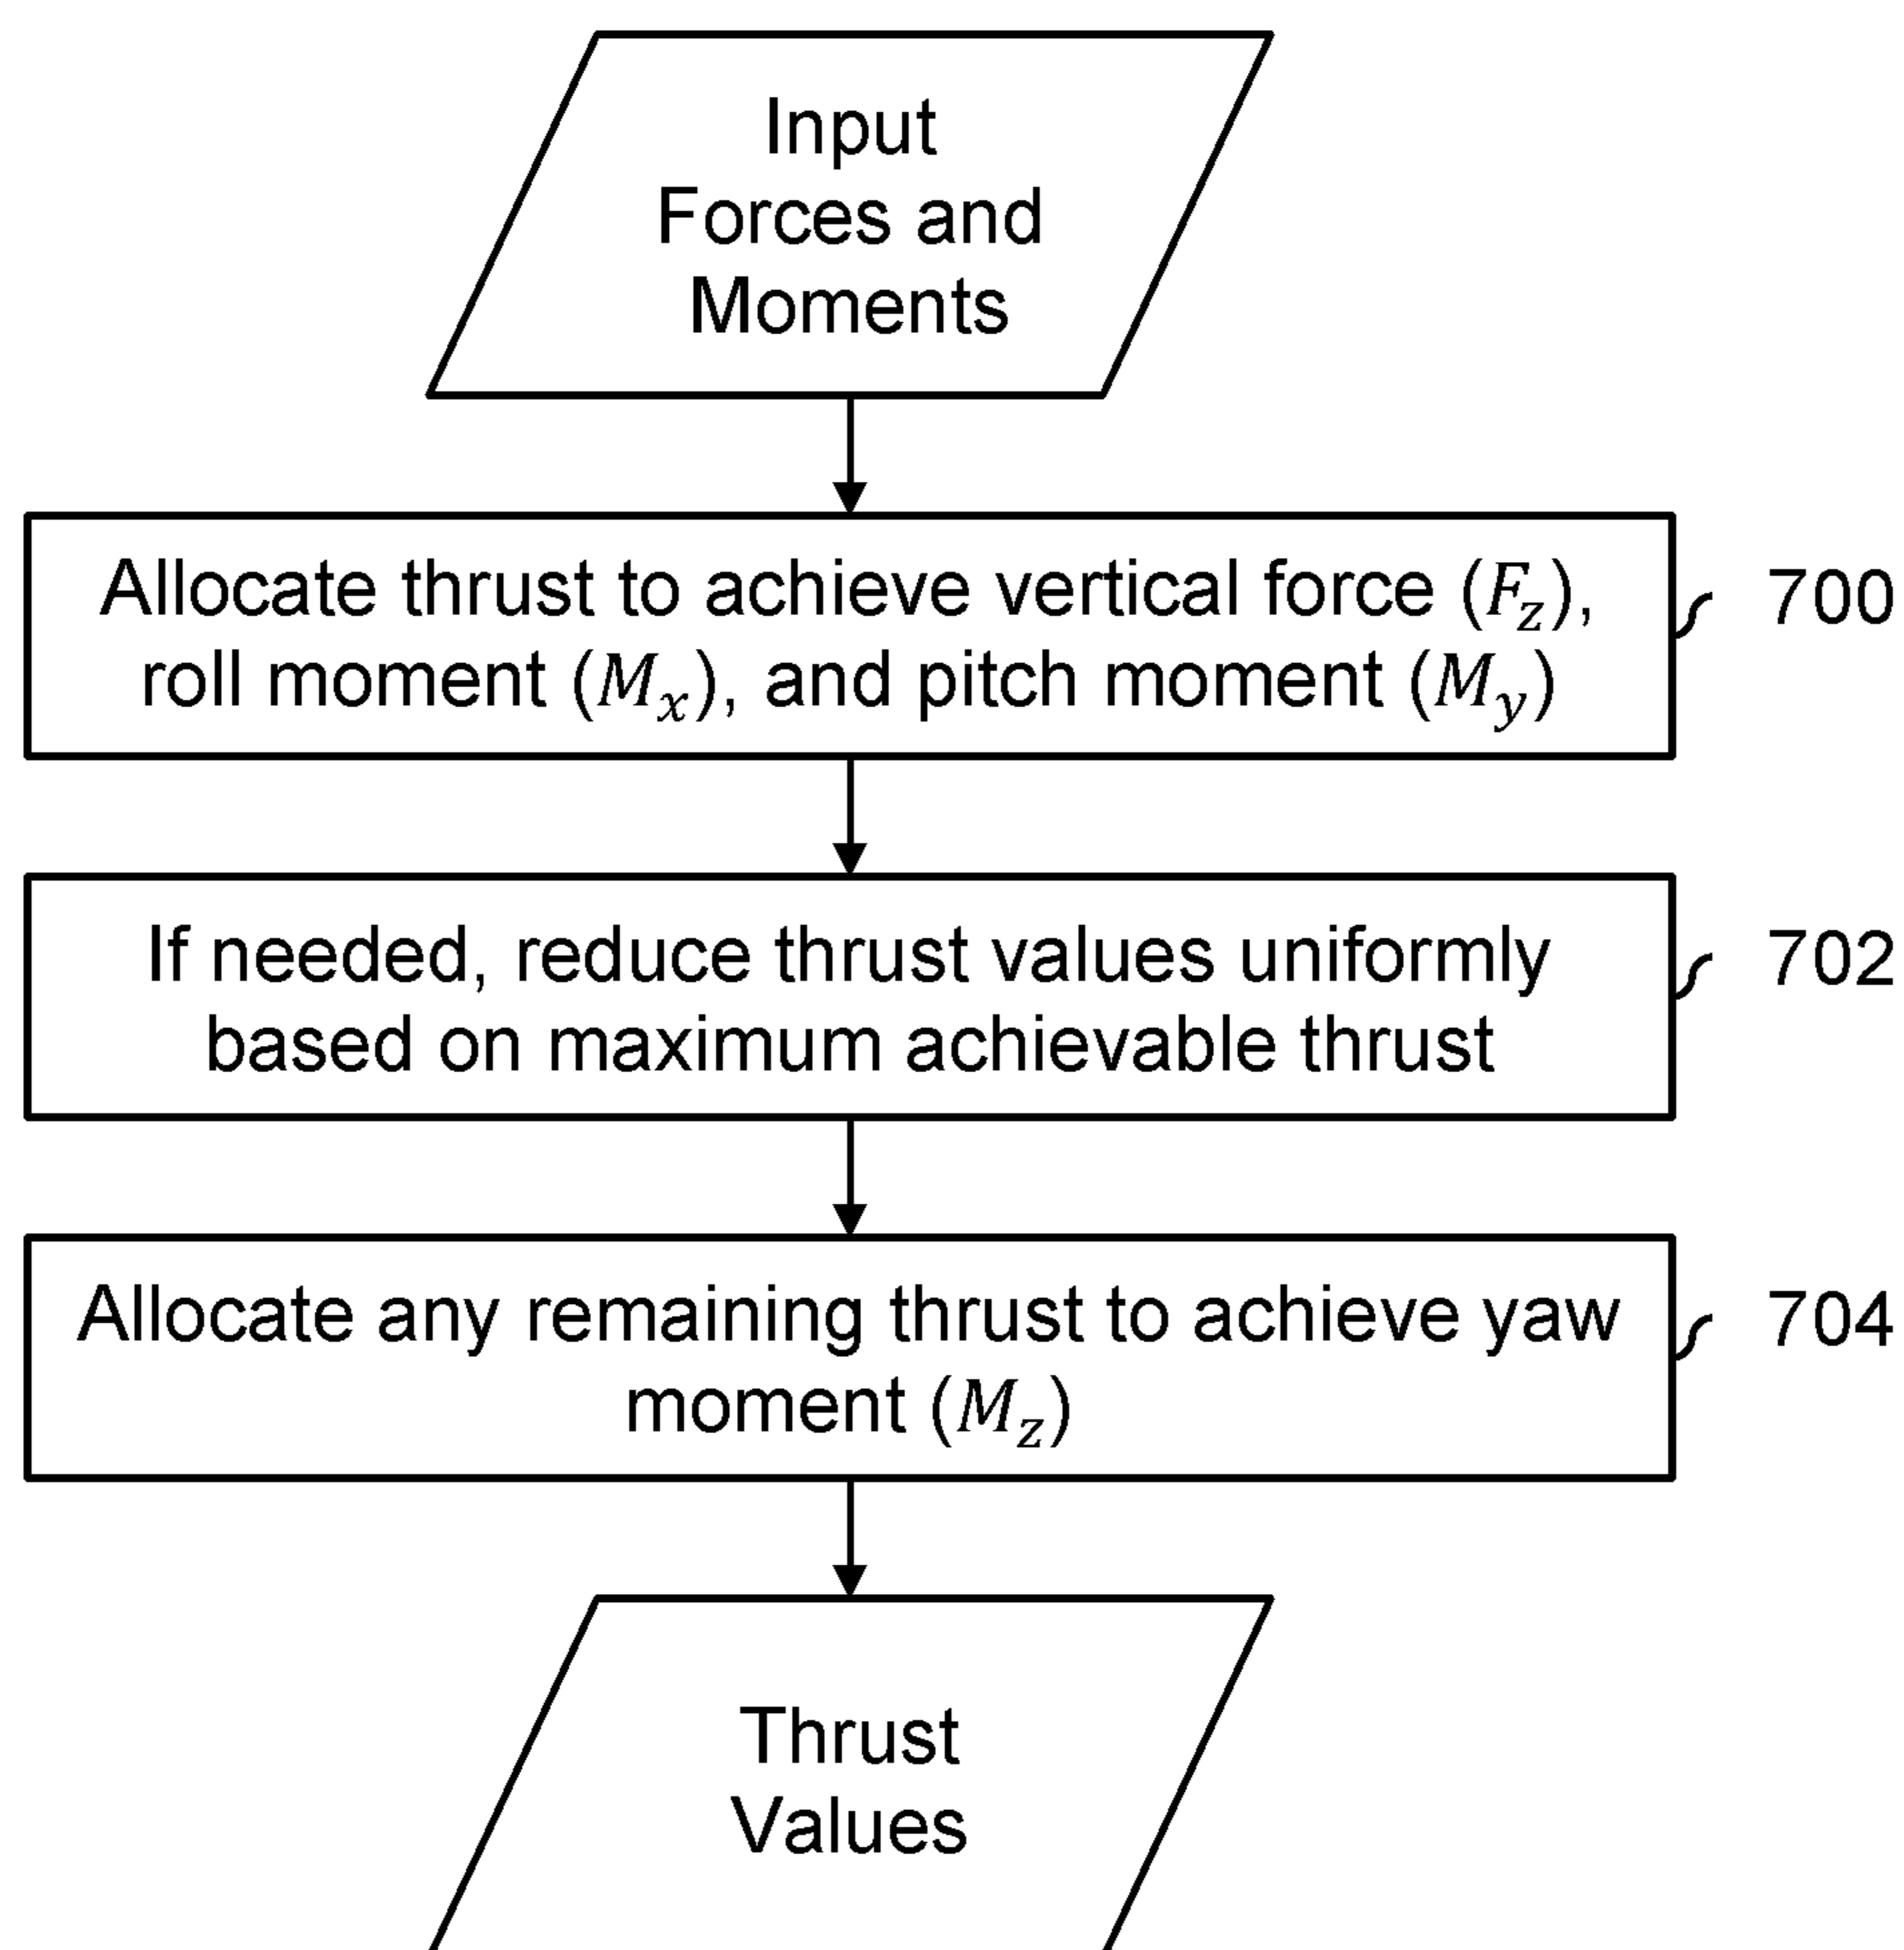 Input
Forces and
Moments
Allocate thrust to achieve vertical force (F_z),
roll moment (M_x), and pitch moment (M_y)
700
If needed, reduce thrust values uniformly
based on maximum achievable thrust
702
Allocate any remaining thrust to achieve yaw
moment (M_z)
704
Thrust
Values